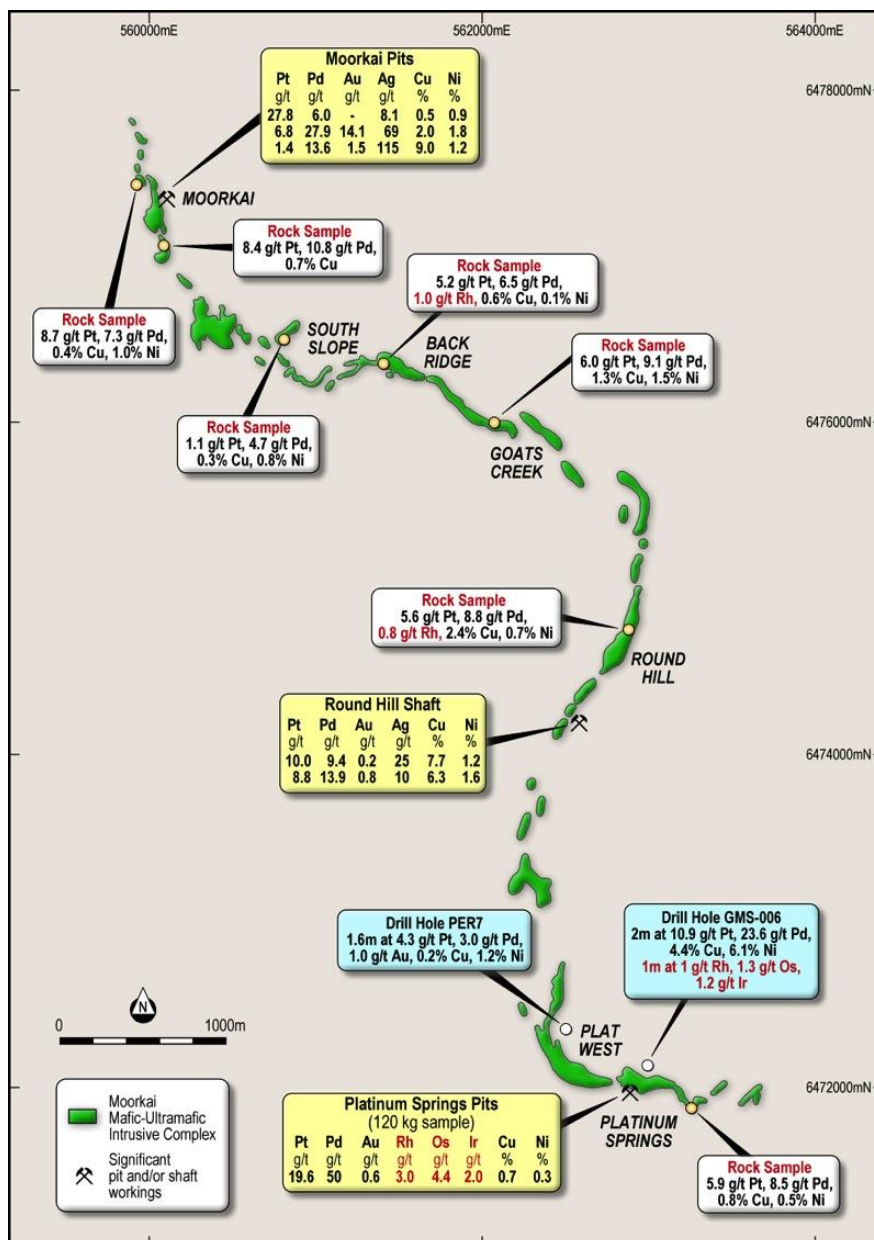 560000mE
562000mE
564000mE
Moorkai Pits
Pt Pd Au Ag Cu Ni
g/t g/t g/t g/t % %
27.8 6.0 - 8.1 0.5 0.9
6.8 27.9 14.1 69 2.0 1.8
1.4 13.6 1.5 115 9.0 1.2
6478000mN
MOORKAI
Rock Sample
8.4 g/t Pt, 10.8 g/t Pd,
0.7% Cu
Rock Sample
5.2 g/t Pt, 6.5 g/t Pd,
1.0 g/t Rh, 0.6% Cu, 0.1% Ni
Rock Sample
8.7 g/t Pt, 7.3 g/t Pd,
0.4% Cu, 1.0% Ni
SOUTH
SLOPE
BACK
RIDGE
Rock Sample
6.0 g/t Pt, 9.1 g/t Pd,
1.3% Cu, 1.5% Ni
Rock Sample
1.1 g/t Pt, 4.7 g/t Pd,
0.3% Cu, 0.8% Ni
6476000mN
GOATS
CREEK
Rock Sample
5.6 g/t Pt, 8.8 g/t Pd,
0.8 g/t Rh, 2.4% Cu, 0.7% Ni
ROUND
HILL
Round Hill Shaft
Pt Pd Au Ag Cu Ni
g/t g/t g/t g/t % %
10.0 9.4 0.2 25 7.7 1.2
8.8 13.9 0.8 10 6.3 1.6
6474000mN
Drill Hole PER7
1.6m at 4.3 g/t Pt, 3.0 g/t Pd,
1.0 g/t Au, 0.2% Cu, 1.2% Ni
Drill Hole GMS-006
2m at 10.9 g/t Pt, 23.6 g/t Pd,
4.4% Cu, 6.1% Ni
1m at 1 g/t Rh, 1.3 g/t Os,
1.2 g/t Ir
N
0 1000m
PLAT
WEST
6472000mN
Moorkai
Mafic-Ultramafic
Intrusive Complex
Significant
pit and/or shaft
workings
Platinum Springs Pits
(120 kg sample)
Pt Pd Au Rh Os Ir Cu Ni
g/t g/t g/t g/t g/t g/t % %
19.6 50 0.6 3.0 4.4 2.0 0.7 0.3
PLATINUM
SPRINGS
Rock Sample
5.9 g/t Pt, 8.5 g/t Pd,
0.8% Cu, 0.5% Ni